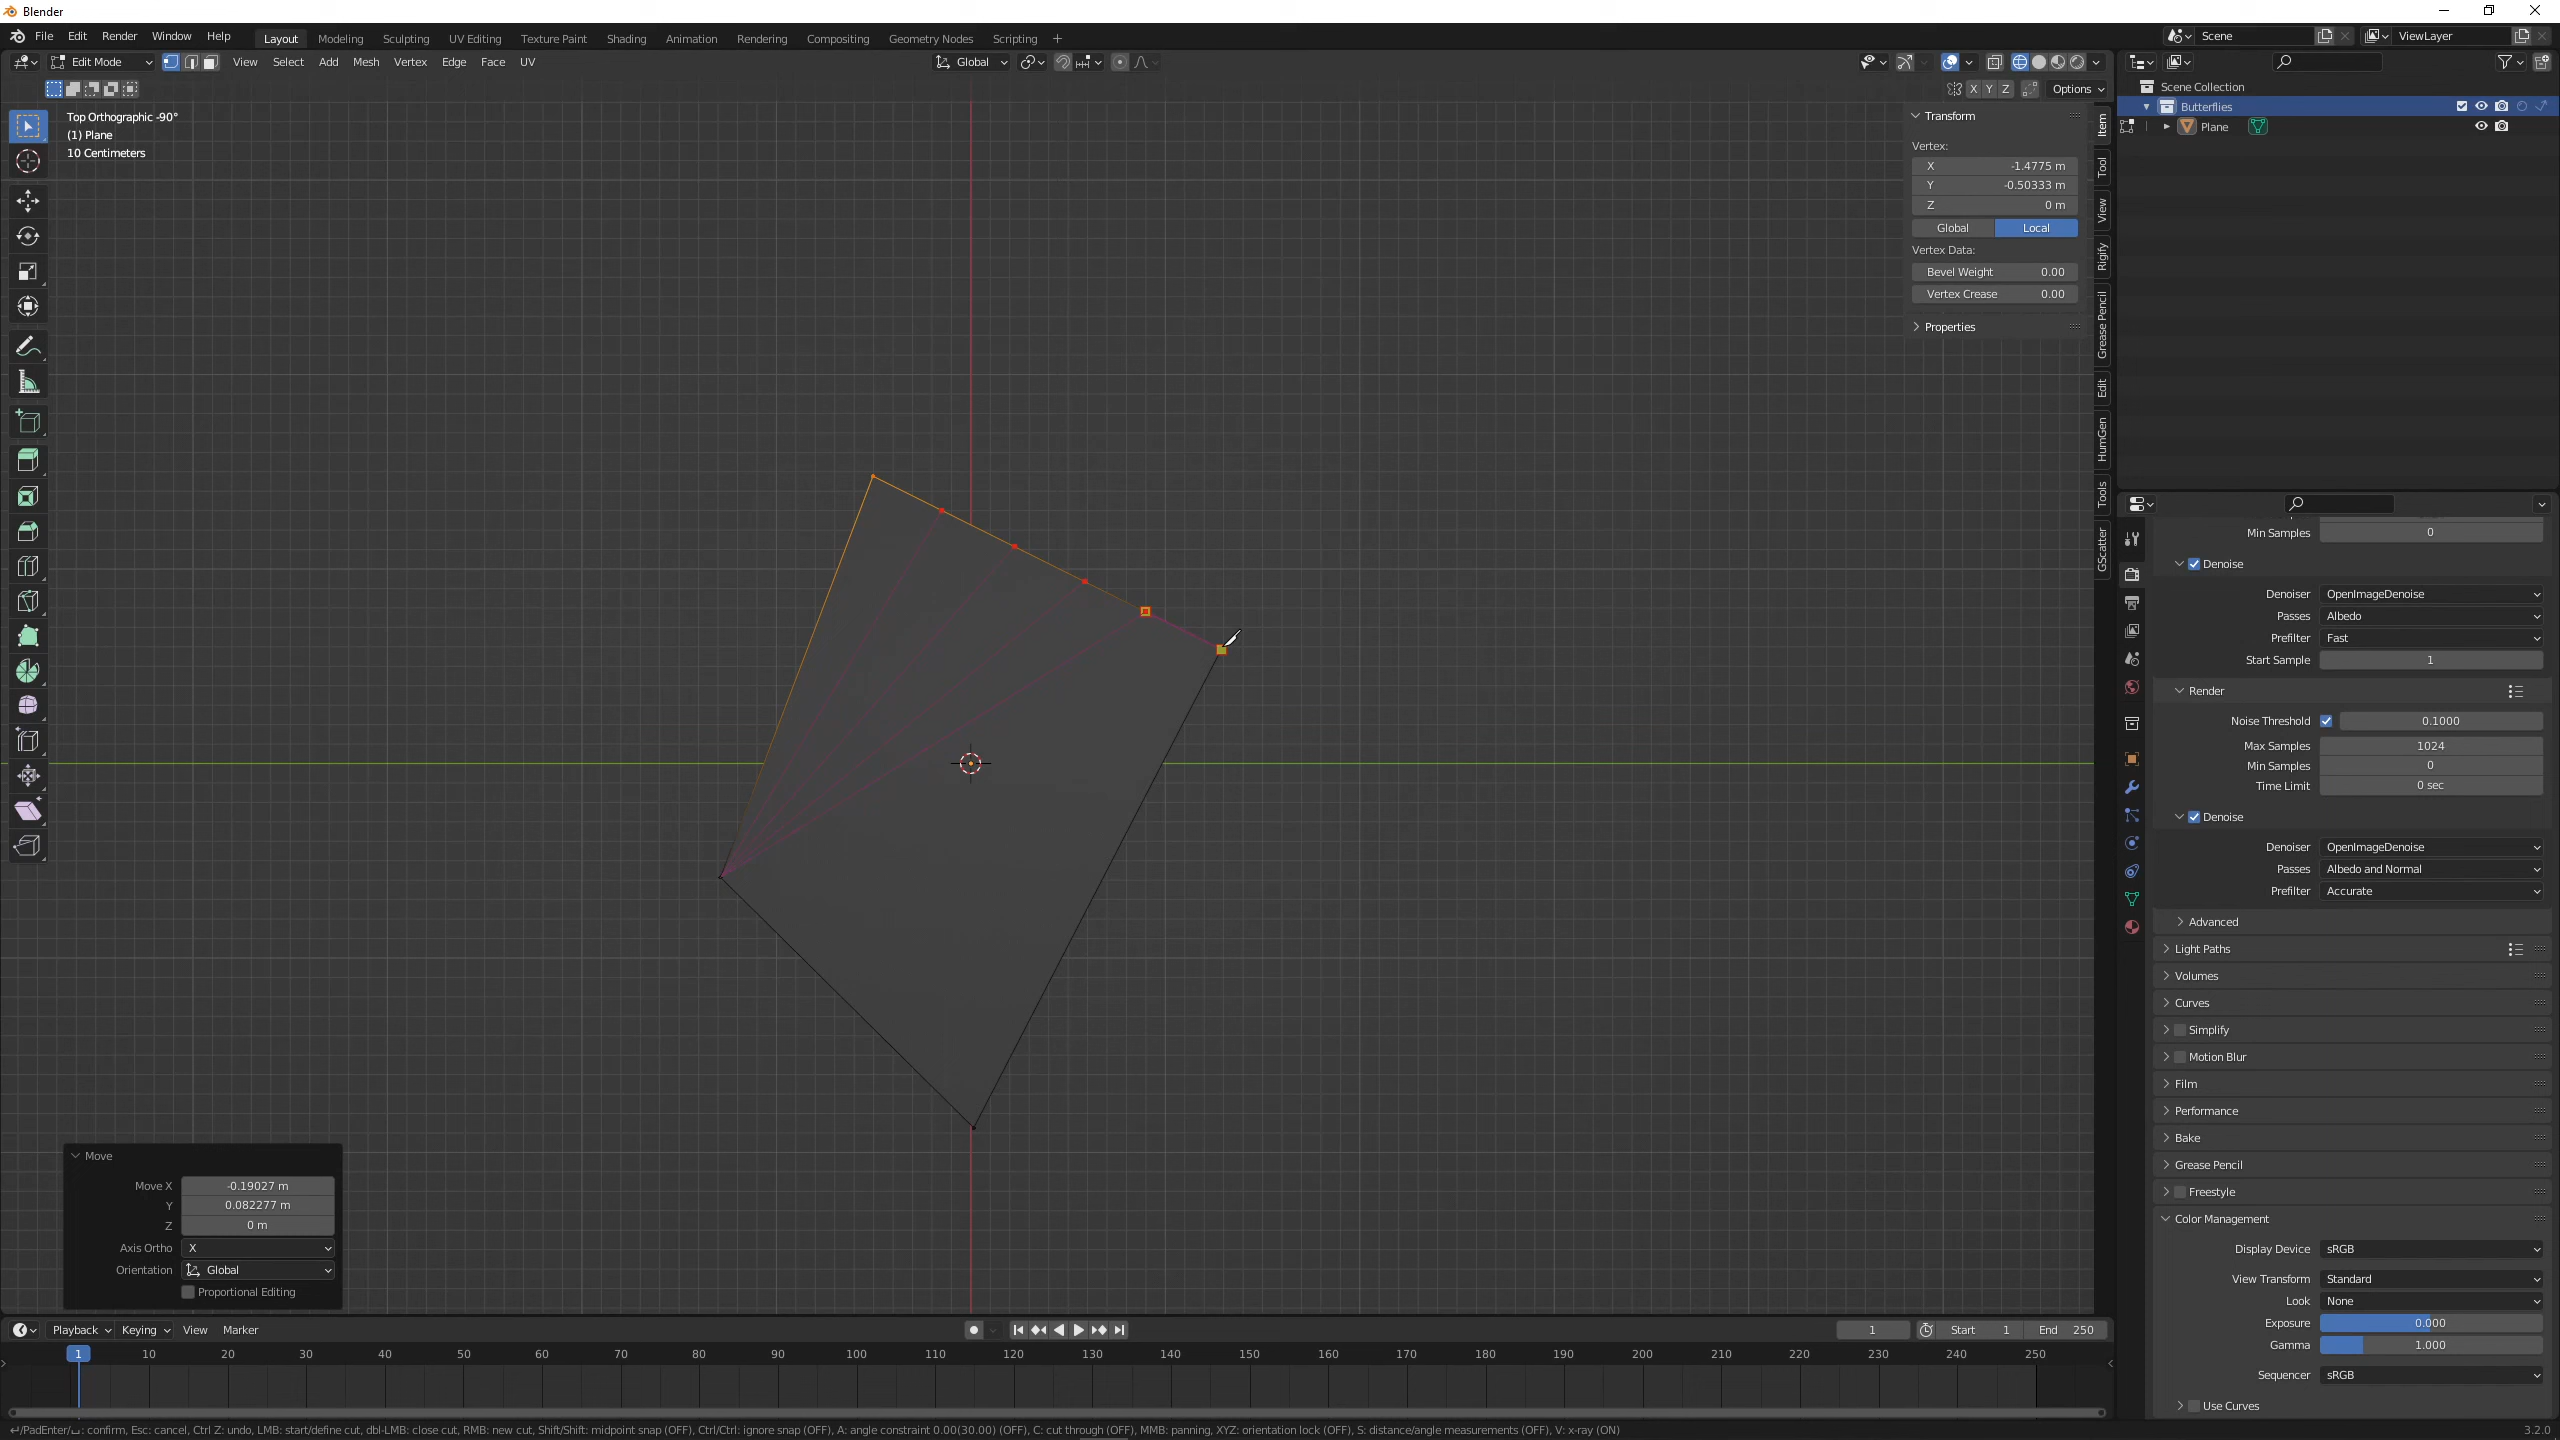 Blender
File Edit Render Window Help Layout Modeling Sculpting UV Editing Texture Paint Shading Animation Rendering Compositing Geometry Nodes Scripting + Scene ViewLayer
Edit Mode View Select Add Mesh Vertex Edge Face UV Global
X Y Z Options
Top Orthographic -90°
(1) Plane
10 Centimeters
Transform
Vertex:
X -1.4775 m
Y -0.50333 m
Z 0 m
Global Local
Vertex Data:
Bevel Weight 0.00
Vertex Crease 0.00
Properties
Item
Tool
View
Rigify
Grease Pencil
Edit
HumGen
Tools
GScatter
Scene Collection
Butterflies
Plane
Min Samples 0
Denoise
Denoiser OpenImageDenoise
Passes Albedo
Prefilter Fast
Start Sample 1
Render
Noise Threshold 0.1000
Max Samples 1024
Min Samples 0
Time Limit 0 sec
Denoise
Denoiser OpenImageDenoise
Passes Albedo and Normal
Prefilter Accurate
Advanced
Light Paths
Volumes
Curves
Simplify
Motion Blur
Film
Performance
Bake
Grease Pencil
Freestyle
Color Management
Display Device sRGB
View Transform Standard
Look None
Exposure 0.000
Gamma 1.000
Sequencer sRGB
Use Curves
Move
Move X -0.19027 m
Y 0.082277 m
Z 0 m
Axis Ortho X
Orientation Global
Proportional Editing
Playback Keying View Marker 1 Start 1 End 250
1 10 20 30 40 50 60 70 80 90 100 110 120 130 140 150 160 170 180 190 200 210 220 230 240 250
/PadEnter/ : confirm, Esc: cancel, Ctrl Z: undo, LMB: start/define cut, dbl-LMB: close cut, RMB: new cut, Shift/Shift: midpoint snap (OFF), Ctrl/Ctrl: ignore snap (OFF), A: angle constraint 0.00(30.00) (OFF), C: cut through (OFF), MMB: panning, XYZ: orientation lock (OFF), S: distance/angle measurements (OFF), V: x-ray (ON) 3.2.0